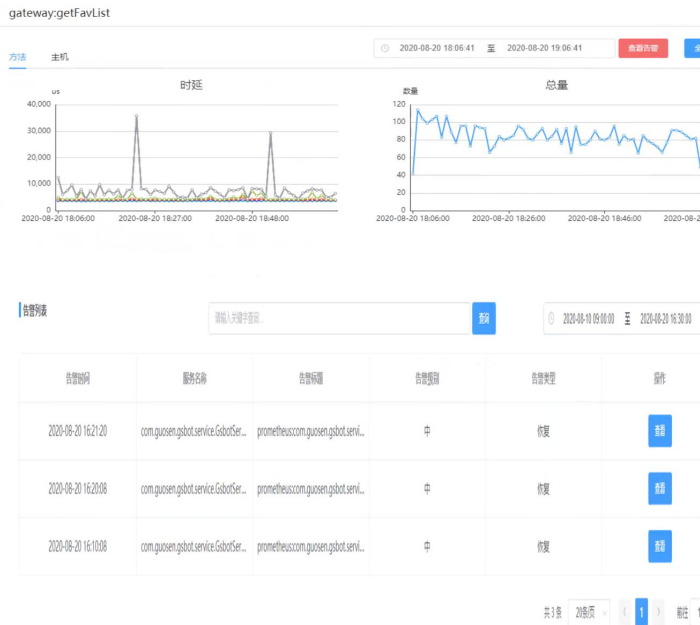 gateway:getFavList
方法 主机 2020-08-20 18:06:41 至 2020-08-20 19:06:41 查看告警 全
时延 总量
us 数量
40,000 120
30,000 100
20,000 80
10,000 60
0 40
20
0
2020-08-20 18:06:00 2020-08-20 18:27:00 2020-08-20 18:48:00 2020-08-20 18:06:00 2020-08-20 18:26:00 2020-08-20 18:46:00 2020-08-
告警列表 请输入关键字查询... 查询 2020-08-10 09:00:00 至 2020-08-20 16:30:00
告警时间 服务名称 告警标题 告警级别 告警类型 操作
2020-08-20 16:21:20 com.guosen.gsbot.service.GsbotSer... prometheus:com.guosen.gsbot.servi... 中 恢复 查看
2020-08-20 16:20:08 com.guosen.gsbot.service.GsbotSer... prometheus:com.guosen.gsbot.servi... 中 恢复 查看
2020-08-20 16:10:08 com.guosen.gsbot.service.GsbotSer... prometheus:com.guosen.gsbot.servi... 中 恢复 查看
共 3 条 20条/页 1 前往